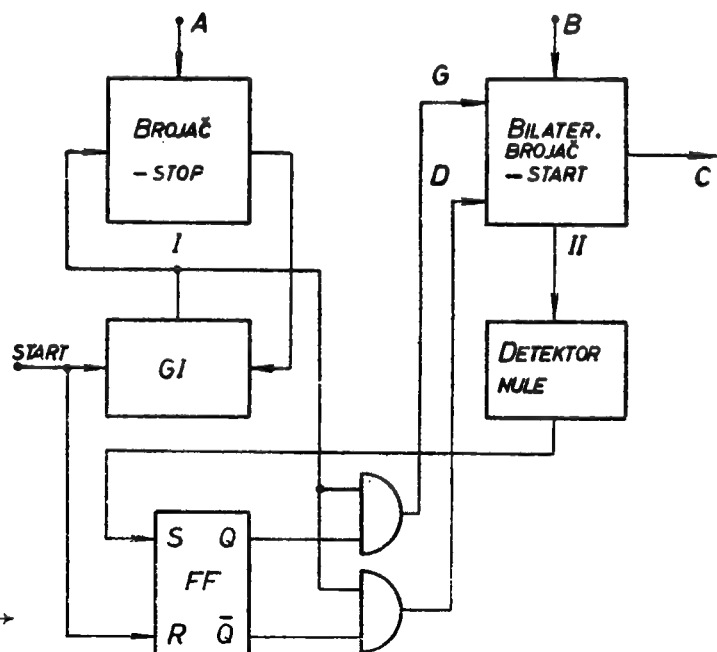 A
B
G
BROJAČ
- STOP
BILATER.
BROJAČ
- START
D
C
I
II
START
GI
DETEKTOR
NULE
S Q
FF
R Q̄